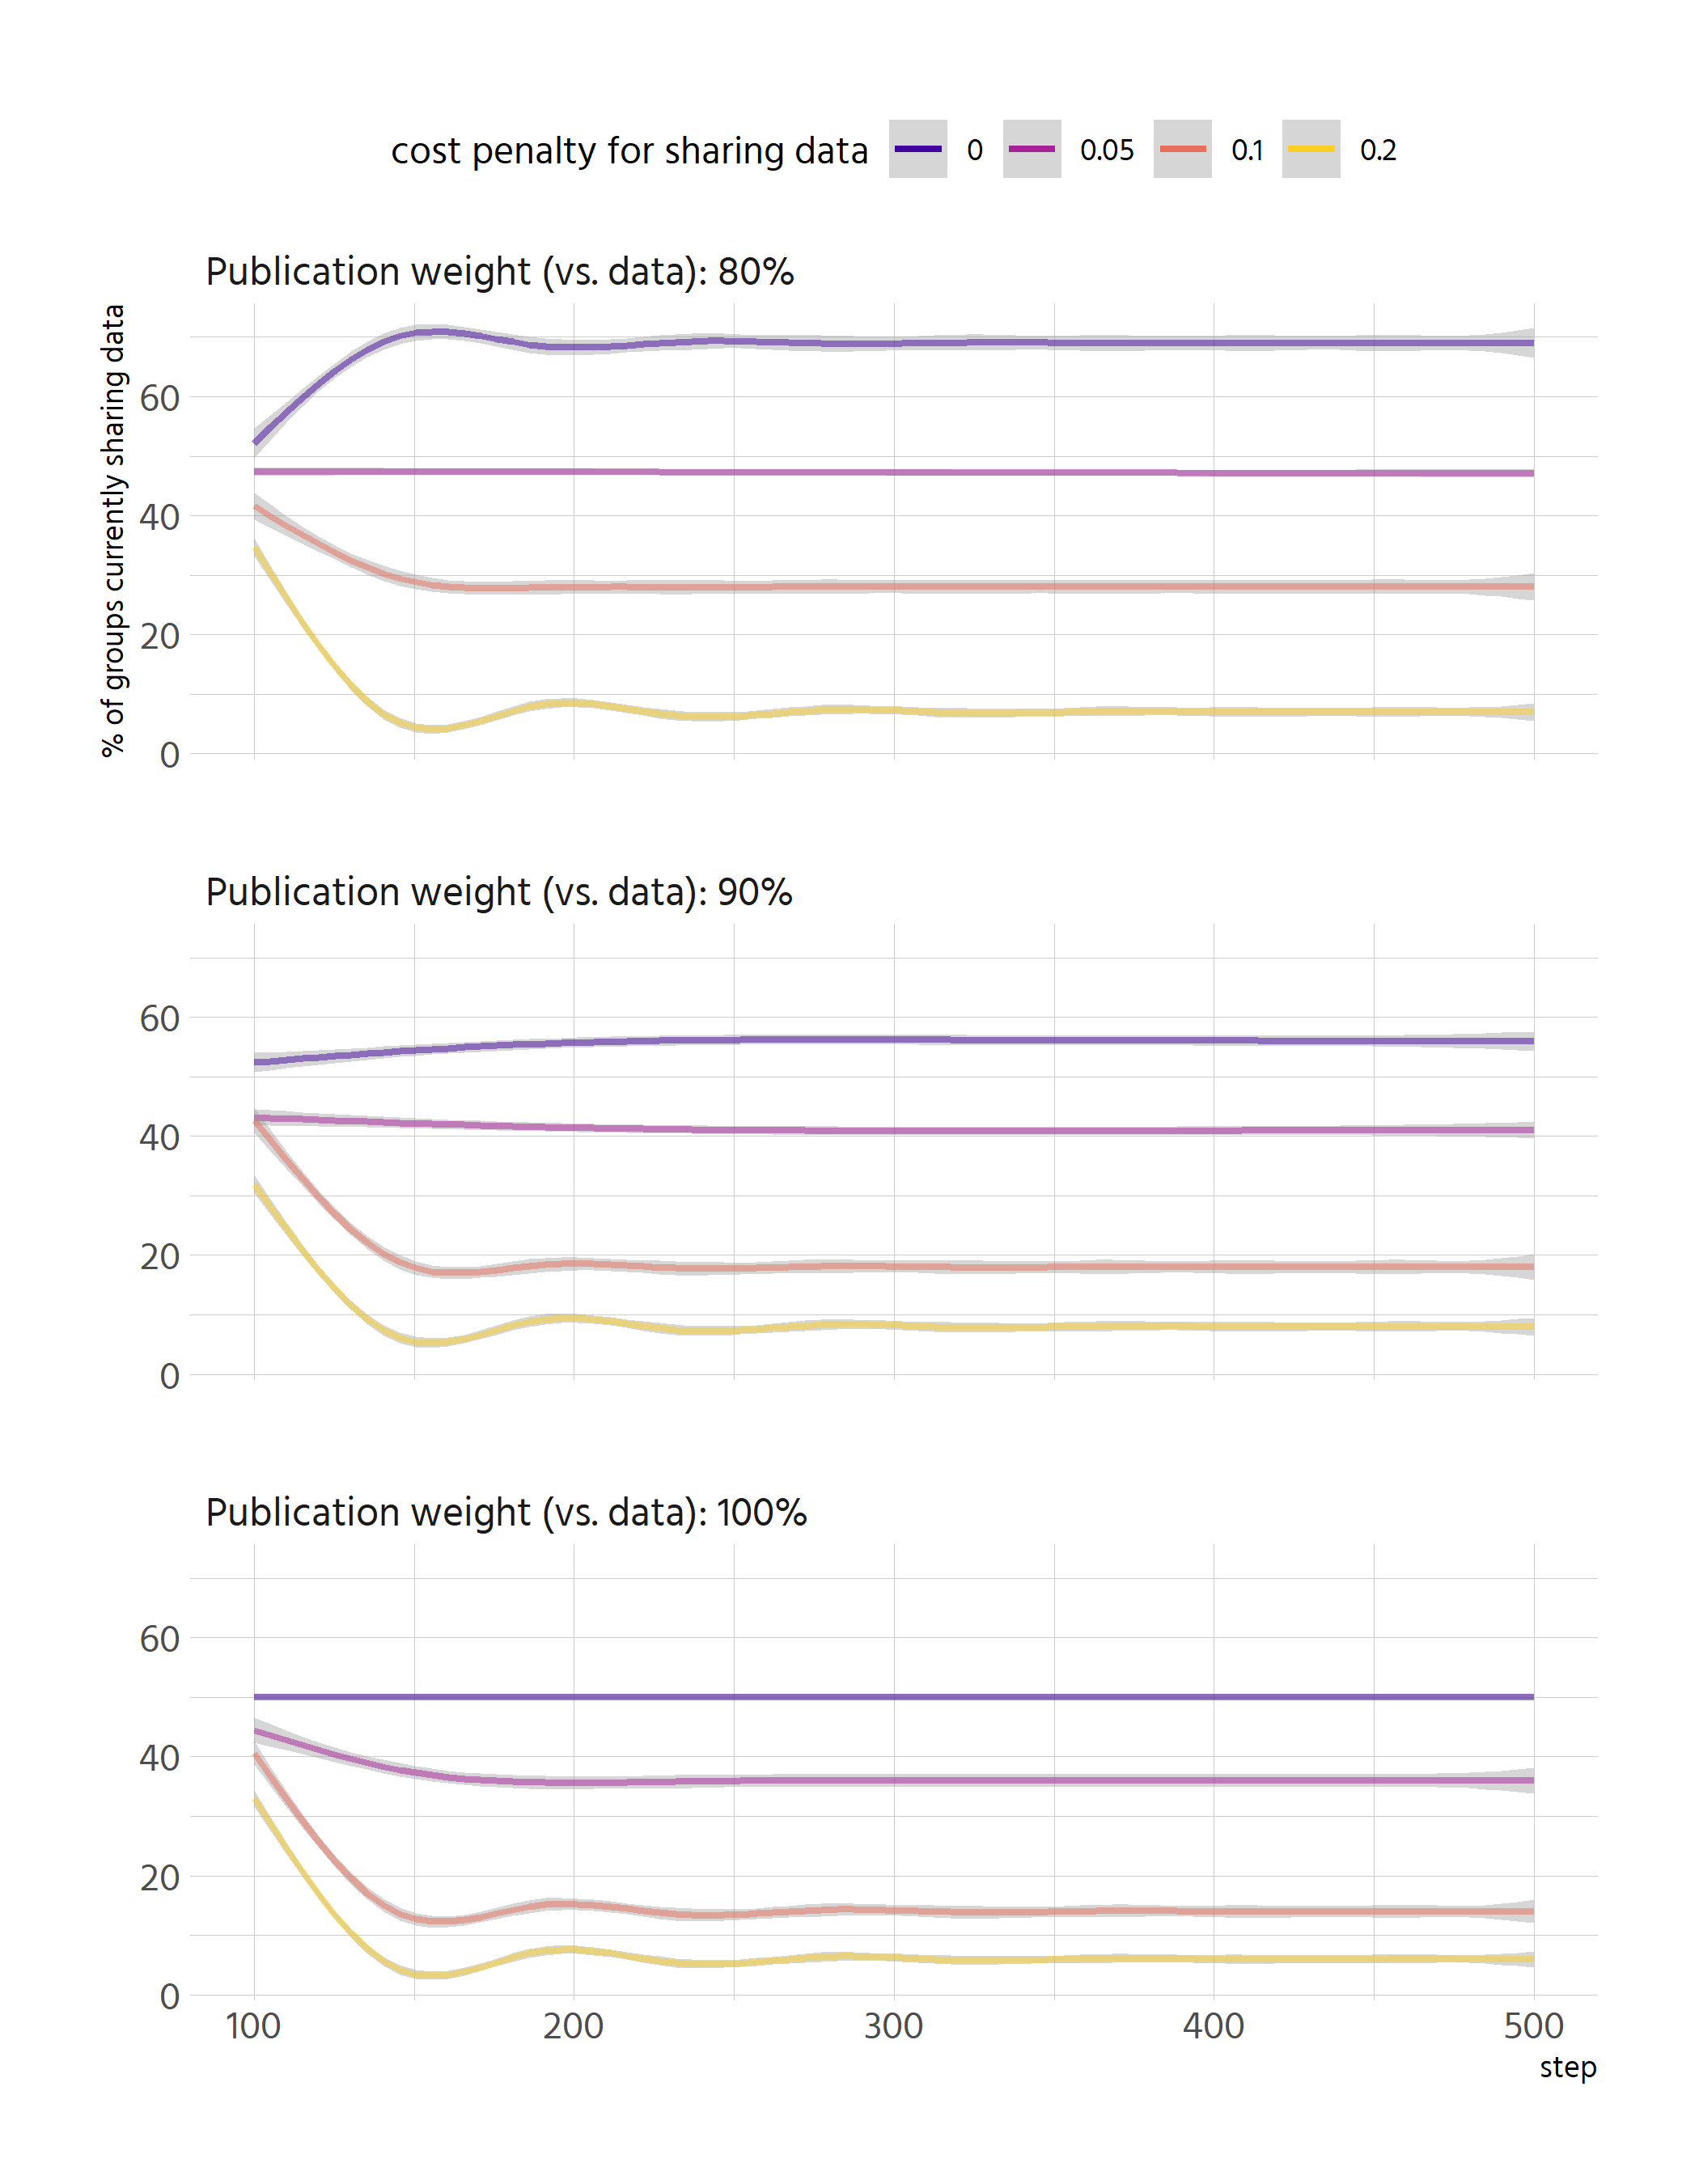 cost penalty for sharing data 0 0.05 0.1 0.2
Publication weight (vs. data): 80%
% of groups currently sharing data
60
40
20
0
Publication weight (vs. data): 90%
60
40
20
0
Publication weight (vs. data): 100%
60
40
20
0
100 200 300 400 500
step